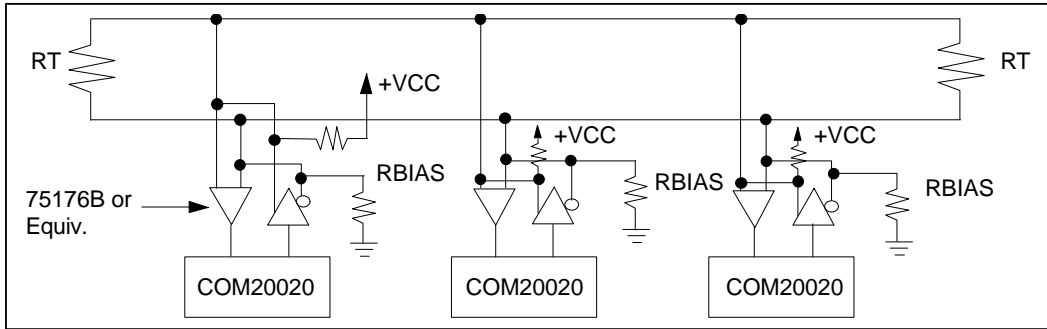 RT
RT
+VCC
+VCC
+VCC
RBIAS
RBIAS
RBIAS
75176B or
Equiv.
COM20020
COM20020
COM20020